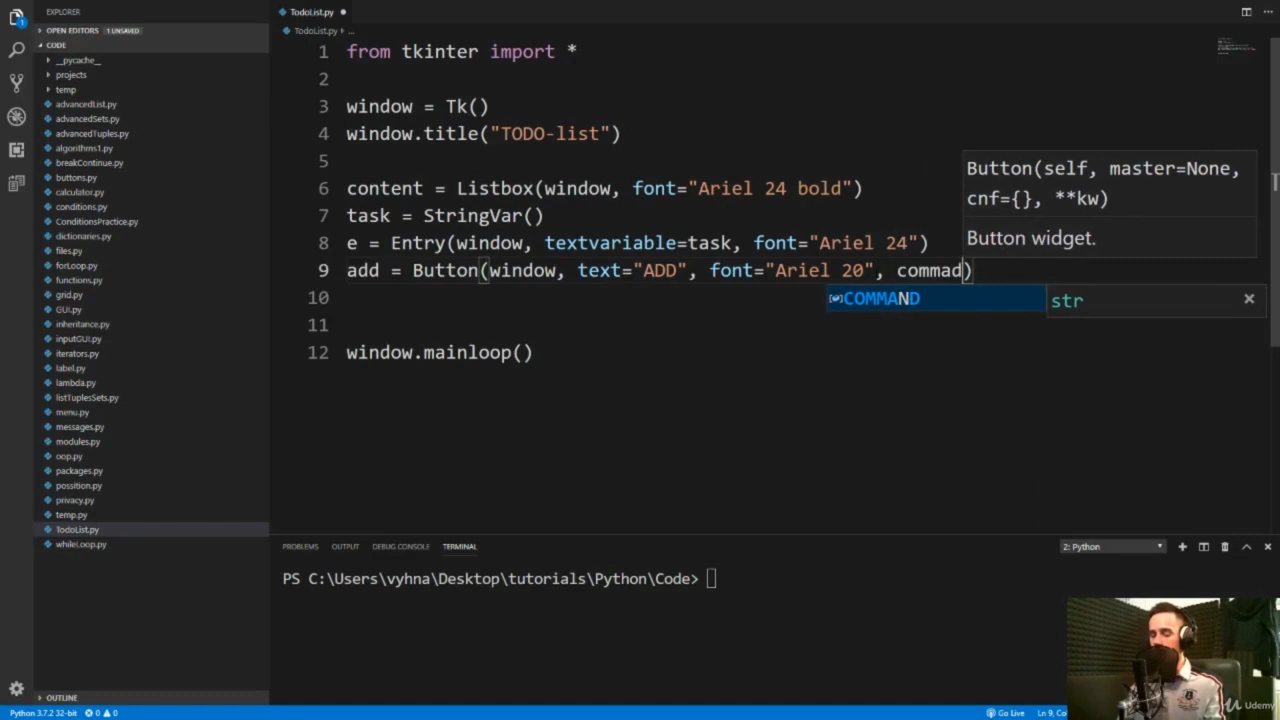 EXPLORER
TodoList.py
OPEN EDITORS 1 UNSAVED
TodoList.py ...
CODE
__pycache__
projects
temp
advancedList.py
advancedSets.py
advancedTuples.py
algorithms1.py
breakContinue.py
buttons.py
calculator.py
conditions.py
ConditionsPractice.py
dictionaries.py
files.py
forLoop.py
functions.py
grid.py
GUI.py
inheritance.py
inputGUI.py
iterators.py
label.py
lambda.py
listTuplesSets.py
menu.py
messages.py
modules.py
oop.py
packages.py
possition.py
privacy.py
temp.py
TodoList.py
whileLoop.py
OUTLINE
1 from tkinter import *
2
3 window = Tk()
4 window.title("TODO-list")
5
6 content = Listbox(window, font="Ariel 24 bold")
7 task = StringVar()
8 e = Entry(window, textvariable=task, font="Ariel 24")
9 add = Button(window, text="ADD", font="Ariel 20", commad)
10
11
12 window.mainloop()
Button(self, master=None,
cnf={}, **kw)
Button widget.
COMMAND str
PROBLEMS OUTPUT DEBUG CONSOLE TERMINAL 2: Python
PS C:\Users\vyhna\Desktop\tutorials\Python\Code>
Python 3.7.2 32-bit 0 0 Go Live Ln 9, Co
Udemy